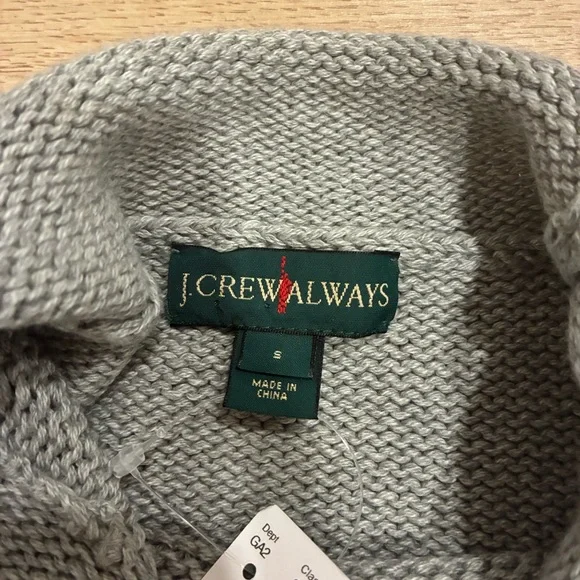 J.CREW ALWAYS
S
MADE IN
CHINA
Dept
GA2